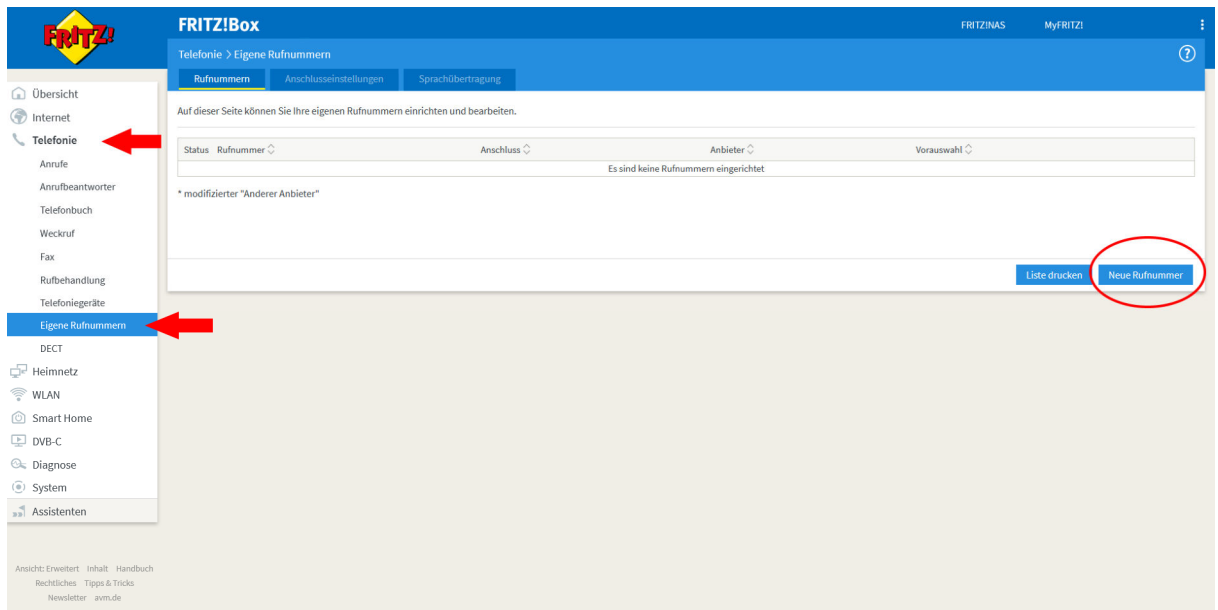 FRITZ!
FRITZ!Box
FRITZ!NAS MyFRITZ!
Telefonie > Eigene Rufnummern
?
Rufnummern Anschlusseinstellungen Sprachübertragung
Auf dieser Seite können Sie Ihre eigenen Rufnummern einrichten und bearbeiten.
Status Rufnummer Anschluss Anbieter Vorauswahl
Es sind keine Rufnummern eingerichtet
* modifizierter "Anderer Anbieter"
Liste drucken Neue Rufnummer
Übersicht
Internet
Telefonie
Anrufe
Anrufbeantworter
Telefonbuch
Weckruf
Fax
Rufbehandlung
Telefoniegeräte
Eigene Rufnummern
DECT
Heimnetz
WLAN
Smart Home
DVB-C
Diagnose
System
Assistenten
Ansicht: Erweitert Inhalt Handbuch
Rechtliches Tipps & Tricks
Newsletter avm.de